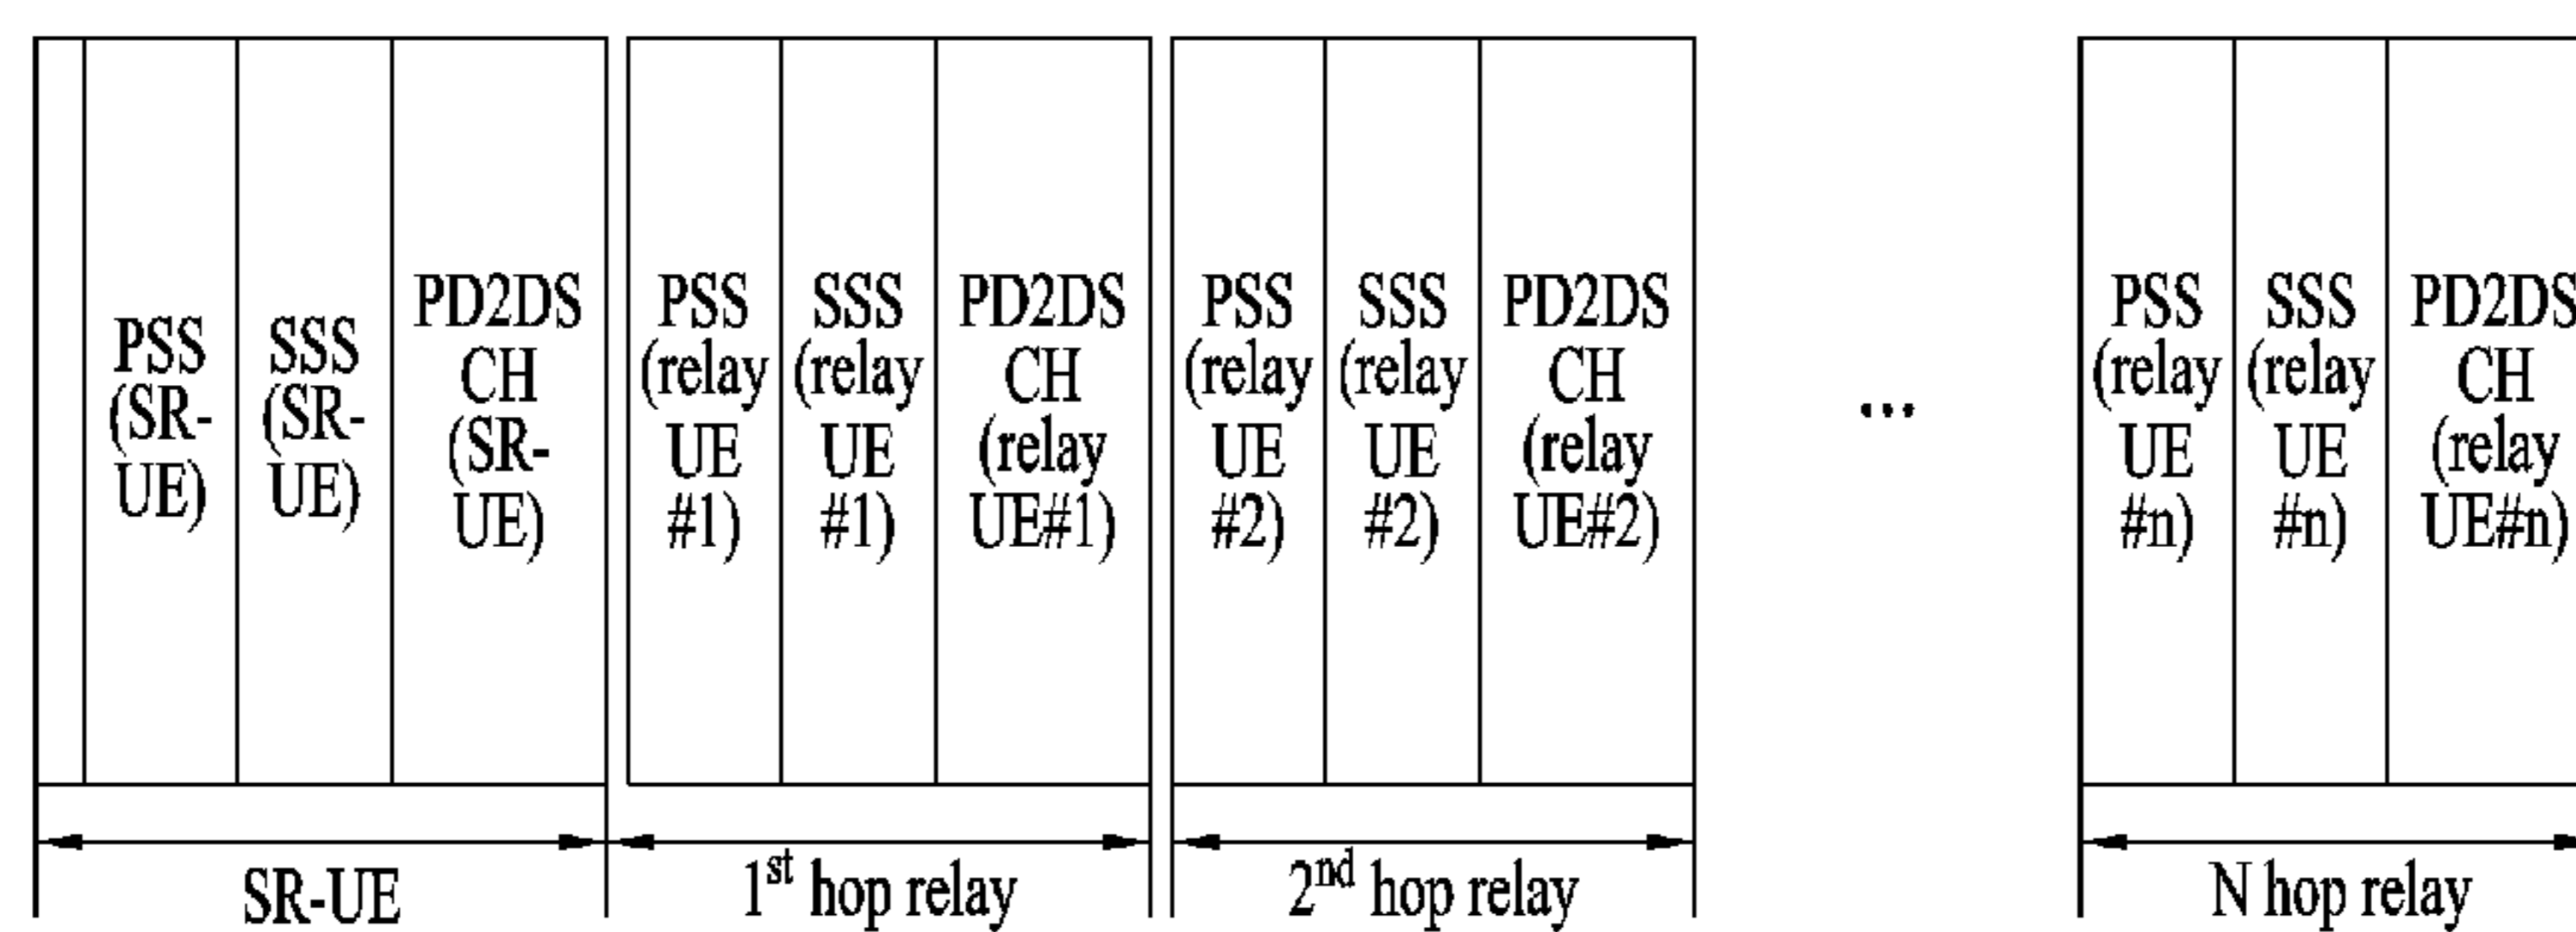 PSS
(SR-
UE)
SSS
(SR-
UE)
PD2DS
CH
(SR-
UE)
PSS
(relay
UE
#1)
SSS
(relay
UE
#1)
PD2DS
CH
(relay
UE#1)
PSS
(relay
UE
#2)
SSS
(relay
UE
#2)
PD2DS
CH
(relay
UE#2)
...
PSS
(relay
UE
#n)
SSS
(relay
UE
#n)
PD2DS
CH
(relay
UE#n)
SR-UE
1st hop relay
2nd hop relay
N hop relay